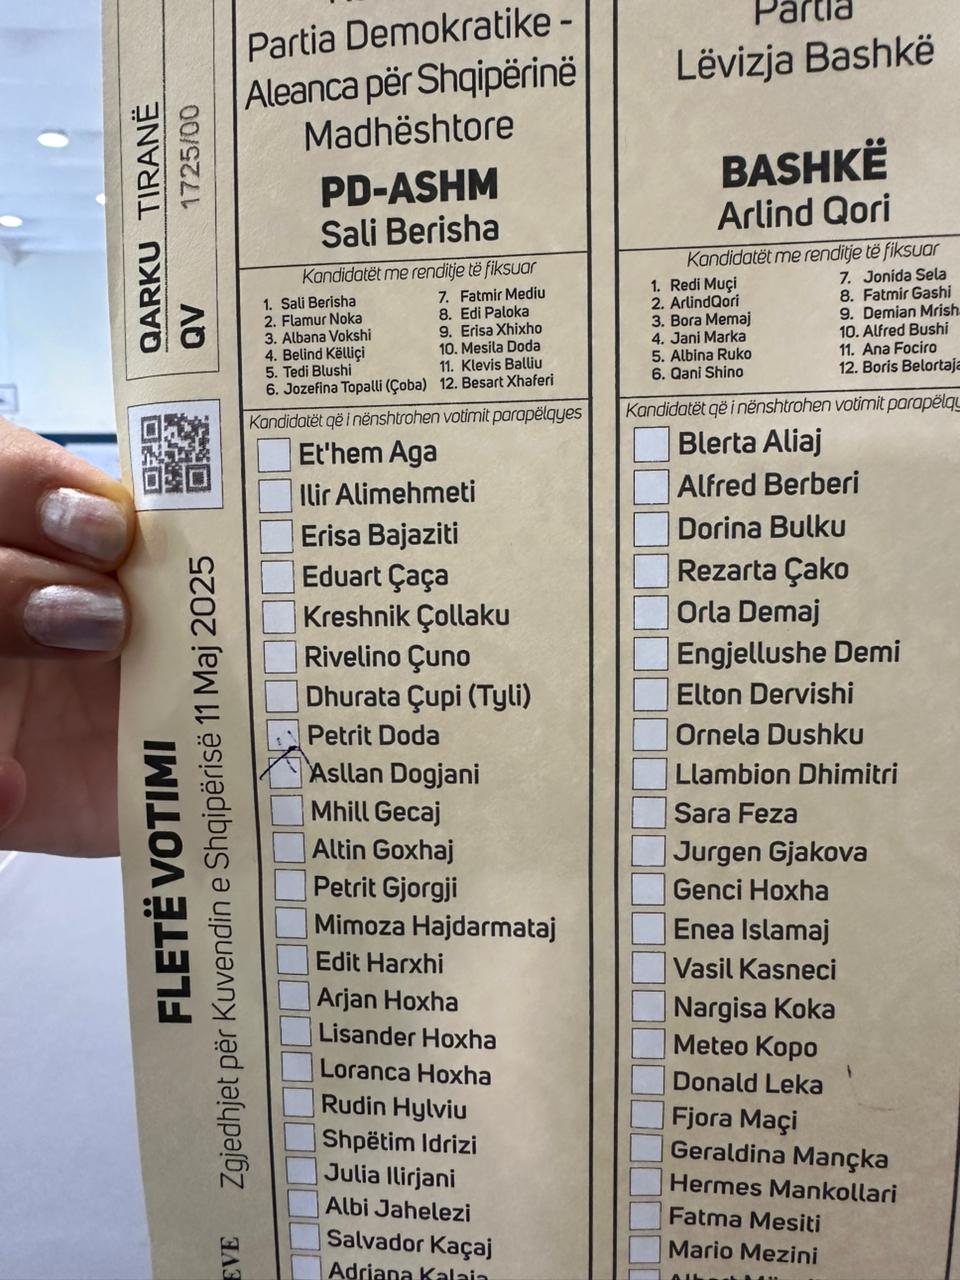 QARKU TIRANË
QV 1725/00
FLETË VOTIMI
Zgjedhjet për Kuvendin e Shqipërisë 11 Maj 2025
Partia Demokratike -
Aleanca për Shqipërinë
Madhështore
PD-ASHM
Sali Berisha
Kandidatët me renditje të fiksuar
1. Sali Berisha
2. Flamur Noka
3. Albana Vokshi
4. Belind Këlliçi
5. Tedi Blushi
6. Jozefina Topalli (Çoba)
7. Fatmir Mediu
8. Edi Paloka
9. Erisa Xhixho
10. Mesila Doda
11. Klevis Balliu
12. Besart Xhaferi
Kandidatët që i nënshtrohen votimit parapëlqyes
Et'hem Aga
Ilir Alimehmeti
Erisa Bajaziti
Eduart Çaça
Kreshnik Çollaku
Rivelino Çuno
Dhurata Çupi (Tyli)
Petrit Doda
Asllan Dogjani
Mhill Gecaj
Altin Goxhaj
Petrit Gjorgji
Mimoza Hajdarmataj
Edit Harxhi
Arjan Hoxha
Lisander Hoxha
Loranca Hoxha
Rudin Hylviu
Shpëtim Idrizi
Julia Ilirjani
Albi Jahelezi
Salvador Kaçaj
Adriana Kalaja
Partia
Lëvizja Bashkë
BASHKË
Arlind Qori
Kandidatët me renditje të fiksuar
1. Redi Muçi
2. ArlindQori
3. Bora Memaj
4. Jani Marka
5. Albina Ruko
6. Qani Shino
7. Jonida Sela
8. Fatmir Gashi
9. Demian Mrish
10. Alfred Bushi
11. Ana Fociro
12. Boris Belortaja
Kandidatët që i nënshtrohen votimit parapëlqy
Blerta Aliaj
Alfred Berberi
Dorina Bulku
Rezarta Çako
Orla Demaj
Engjellushe Demi
Elton Dervishi
Ornela Dushku
Llambion Dhimitri
Sara Feza
Jurgen Gjakova
Genci Hoxha
Enea Islamaj
Vasil Kasneci
Nargisa Koka
Meteo Kopo
Donald Leka
Fjora Maçi
Geraldina Mançka
Hermes Mankollari
Fatma Mesiti
Mario Mezini